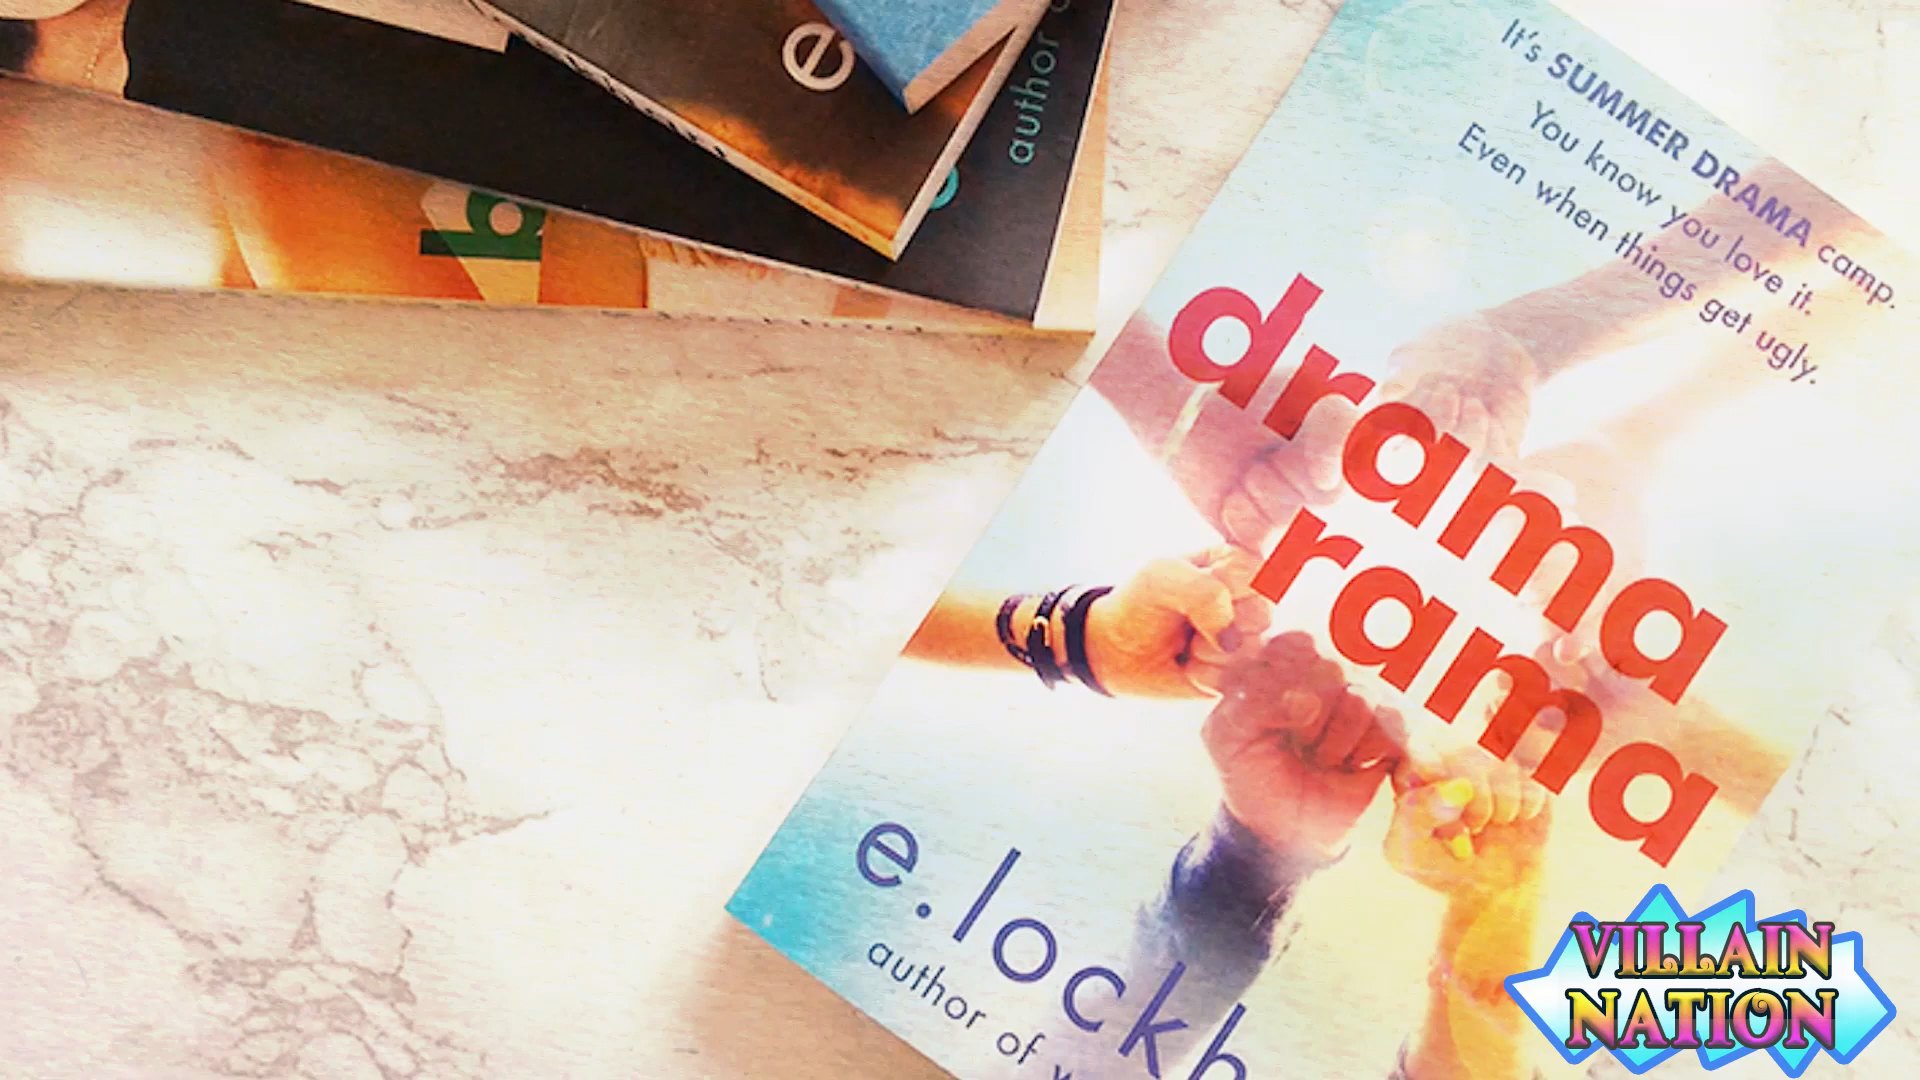 e
author
b
It's SUMMER DRAMA camp.
You know you love it.
Even when things get ugly.
drama
rama
e. lockh
author of
VILLAIN
NATION